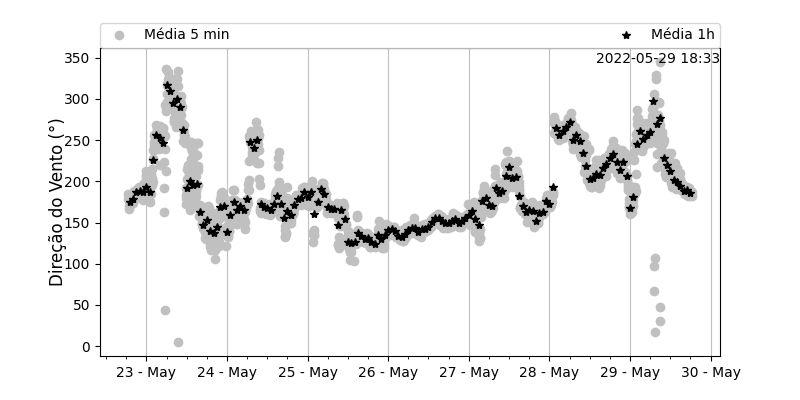 Média 5 min
Média 1h
2022-05-29 18:33
Direção do Vento (°)
350
300
250
200
150
100
50
0
23 - May
24 - May
25 - May
26 - May
27 - May
28 - May
29 - May
30 - May